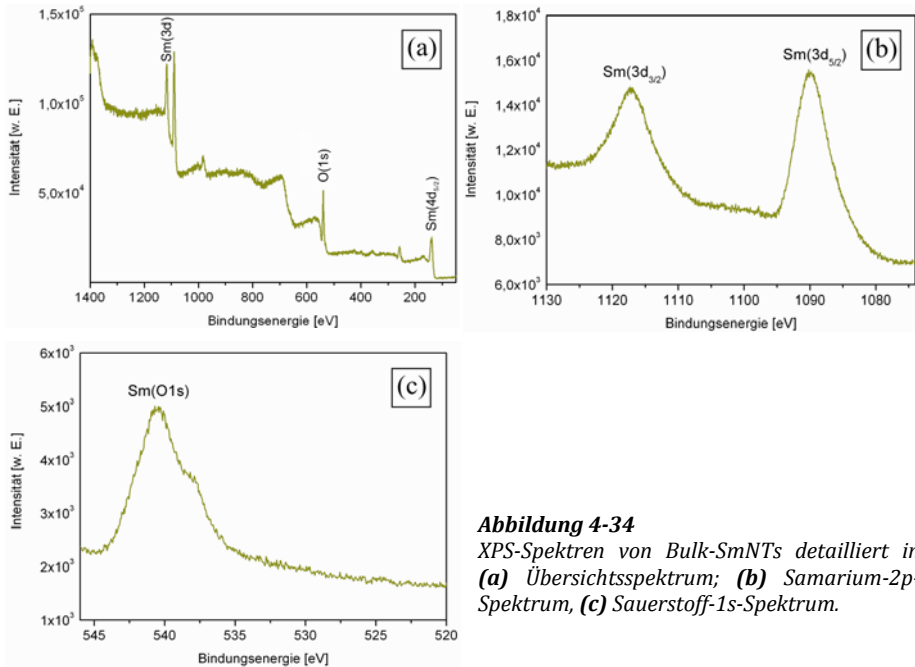 1.5x10⁵
1.0x10⁵
5.0x10⁴
Intensität [w. E.]
Sm(3d)
O(1s)
Sm(4d₅/₂)
(a)
1400 1200 1000 800 600 400 200
Bindungsenergie [eV]
1,8x10⁴
1,6x10⁴
1,4x10⁴
1,2x10⁴
1,0x10⁴
8,0x10³
6,0x10³
Intensität [w. E.]
Sm(3d₃/₂)
Sm(3d₅/₂)
(b)
1130 1120 1110 1100 1090 1080
Bindungsenergie [eV]
6x10³
5x10³
4x10³
3x10³
2x10³
1x10³
Intensität [w. E.]
Sm(O1s)
(c)
545 540 535 530 525 520
Bindungsenergie [eV]
Abbildung 4-34
XPS-Spektren von Bulk-SmNTs detailliert in
(a) Übersichtsspektrum; (b) Samarium-2p-
Spektrum, (c) Sauerstoff-1s-Spektrum.